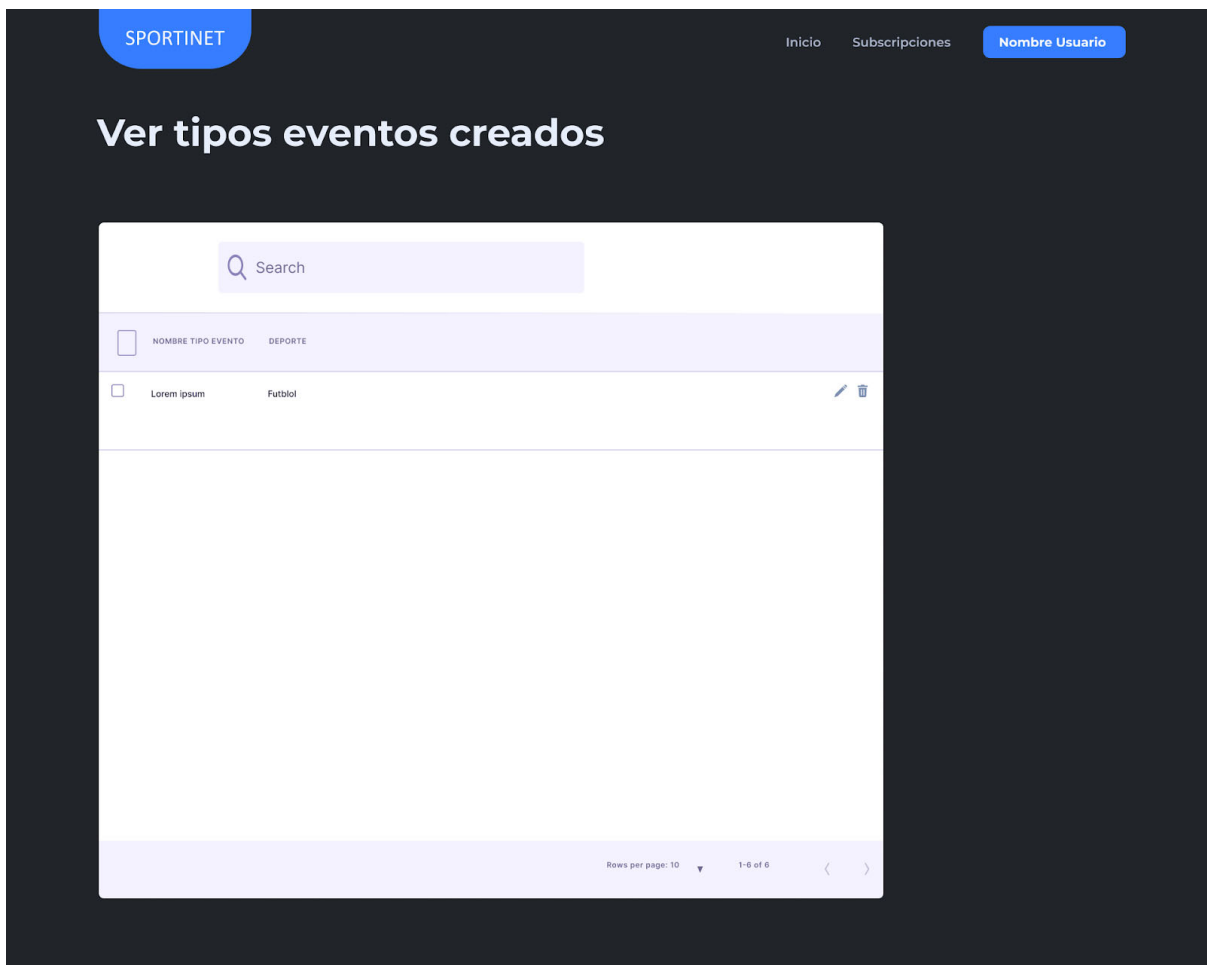 SPORTINET
Inicio Subscripciones Nombre Usuario
Ver tipos eventos creados
Search
NOMBRE TIPO EVENTO DEPORTE
Lorem ipsum Futblol
Rows per page: 10 1-6 of 6